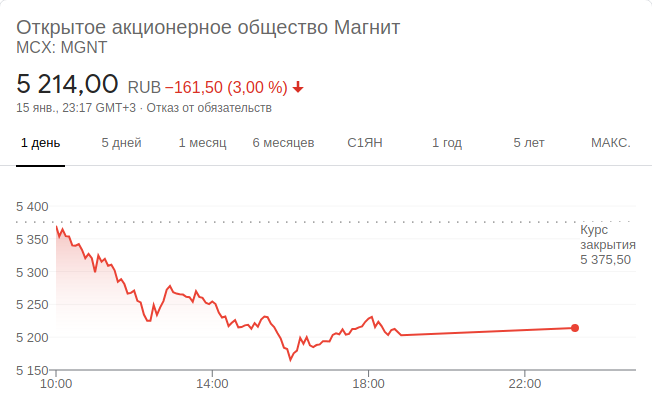 Открытое акционерное общество Магнит
MCX: MGNT
5 214,00 RUB −161,50 (3,00 %)
15 янв., 23:17 GMT+3 · Отказ от обязательств
1 день 5 дней 1 месяц 6 месяцев С1ЯН 1 год 5 лет МАКС.
5 400
Курс
закрытия
5 375,50
5 350
5 300
5 250
5 200
5 150
10:00 14:00 18:00 22:00